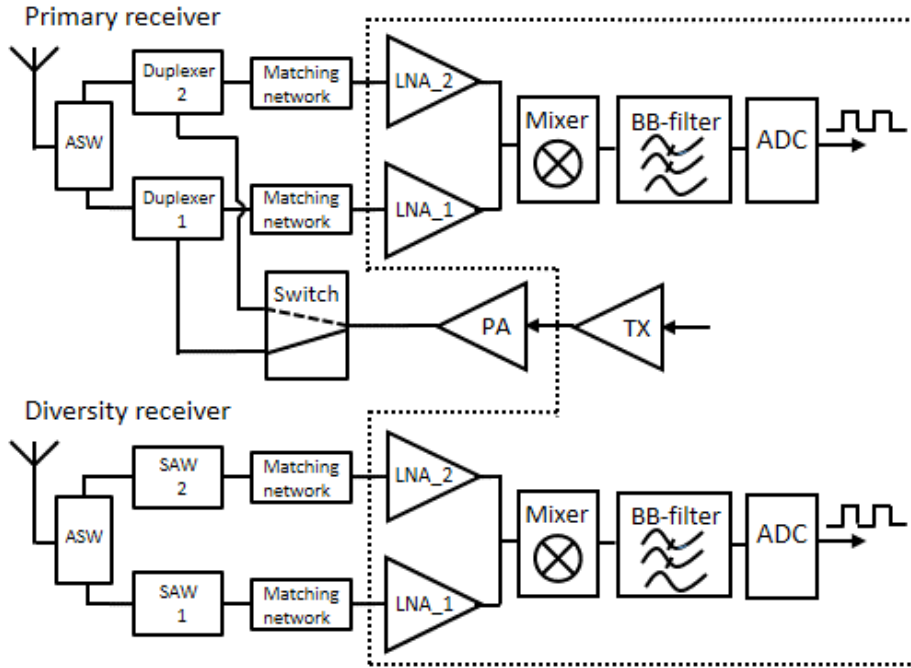 Primary receiver
ASW
Duplexer
2
Matching
network
LNA_2
Mixer
BB-filter
ADC
Duplexer
1
Matching
network
LNA_1
Switch
PA
TX
Diversity receiver
ASW
SAW
2
Matching
network
LNA_2
Mixer
BB-filter
ADC
SAW
1
Matching
network
LNA_1